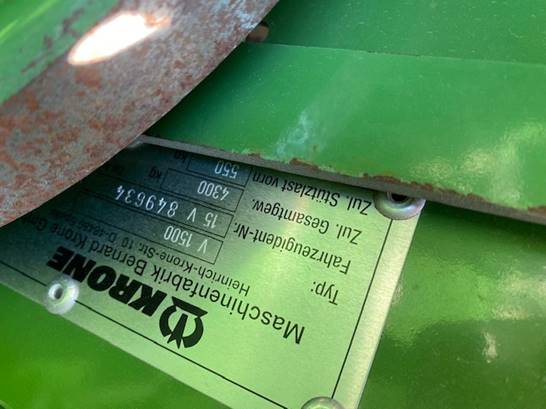 KRONE
Maschinenfabrik Bernard Krone
Heinrich-Krone-Str. 10
Typ: V 1500
Fahrzeugident-Nr. 15 V 849634
Zul. Gesamtgew. 4300 kg
Zul. Stützlast vorn 550 kg